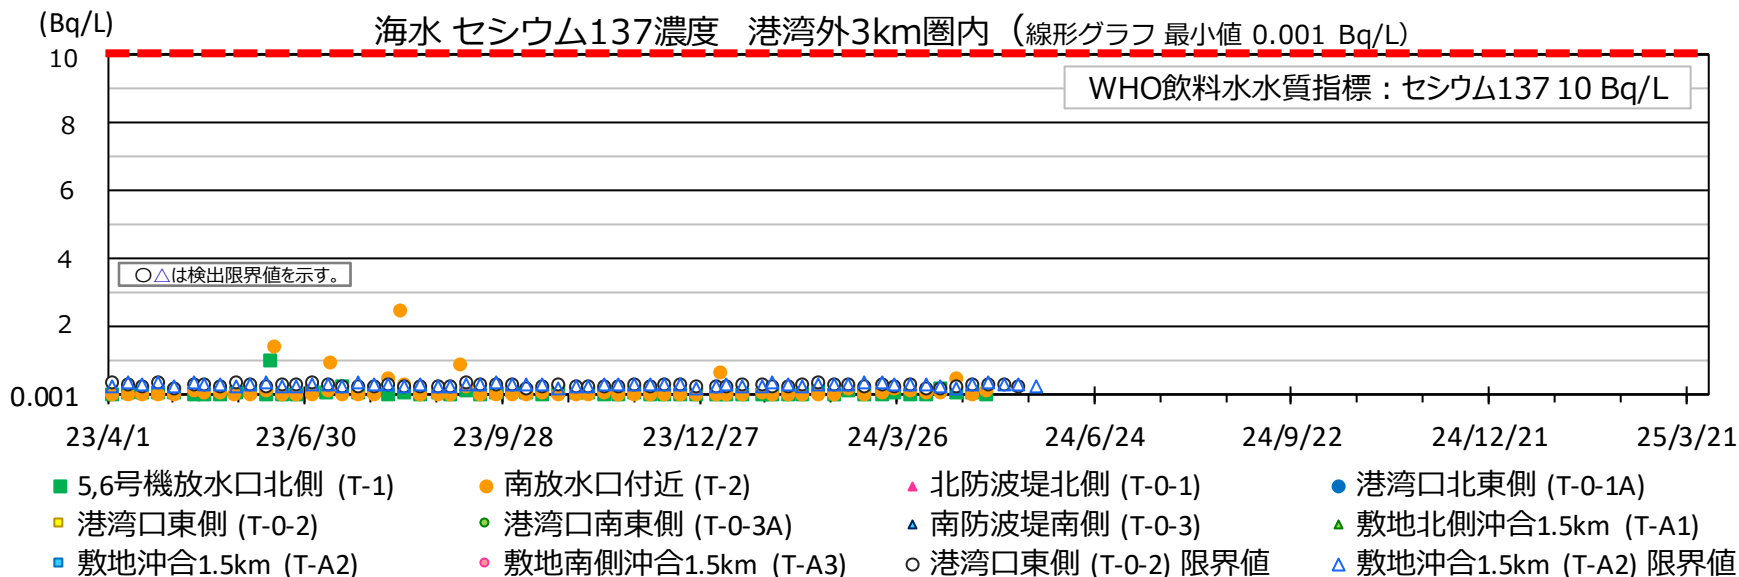 (Bq/L)
海水 セシウム137濃度 港湾外3km圏内 (線形グラフ 最小値 0.001 Bq/L)
10
WHO飲料水水質指標：セシウム137 10 Bq/L
8
6
4
○△は検出限界値を示す。
2
0.001
23/4/1 23/6/30 23/9/28 23/12/27 24/3/26 24/6/24 24/9/22 24/12/21 25/3/21
5,6号機放水口北側 (T-1) 南放水口付近 (T-2) 北防波堤北側 (T-0-1) 港湾口北東側 (T-0-1A)
港湾口東側 (T-0-2) 港湾口南東側 (T-0-3A) 南防波堤南側 (T-0-3) 敷地北側沖合1.5km (T-A1)
敷地沖合1.5km (T-A2) 敷地南側沖合1.5km (T-A3) 港湾口東側 (T-0-2) 限界値 敷地沖合1.5km (T-A2) 限界値